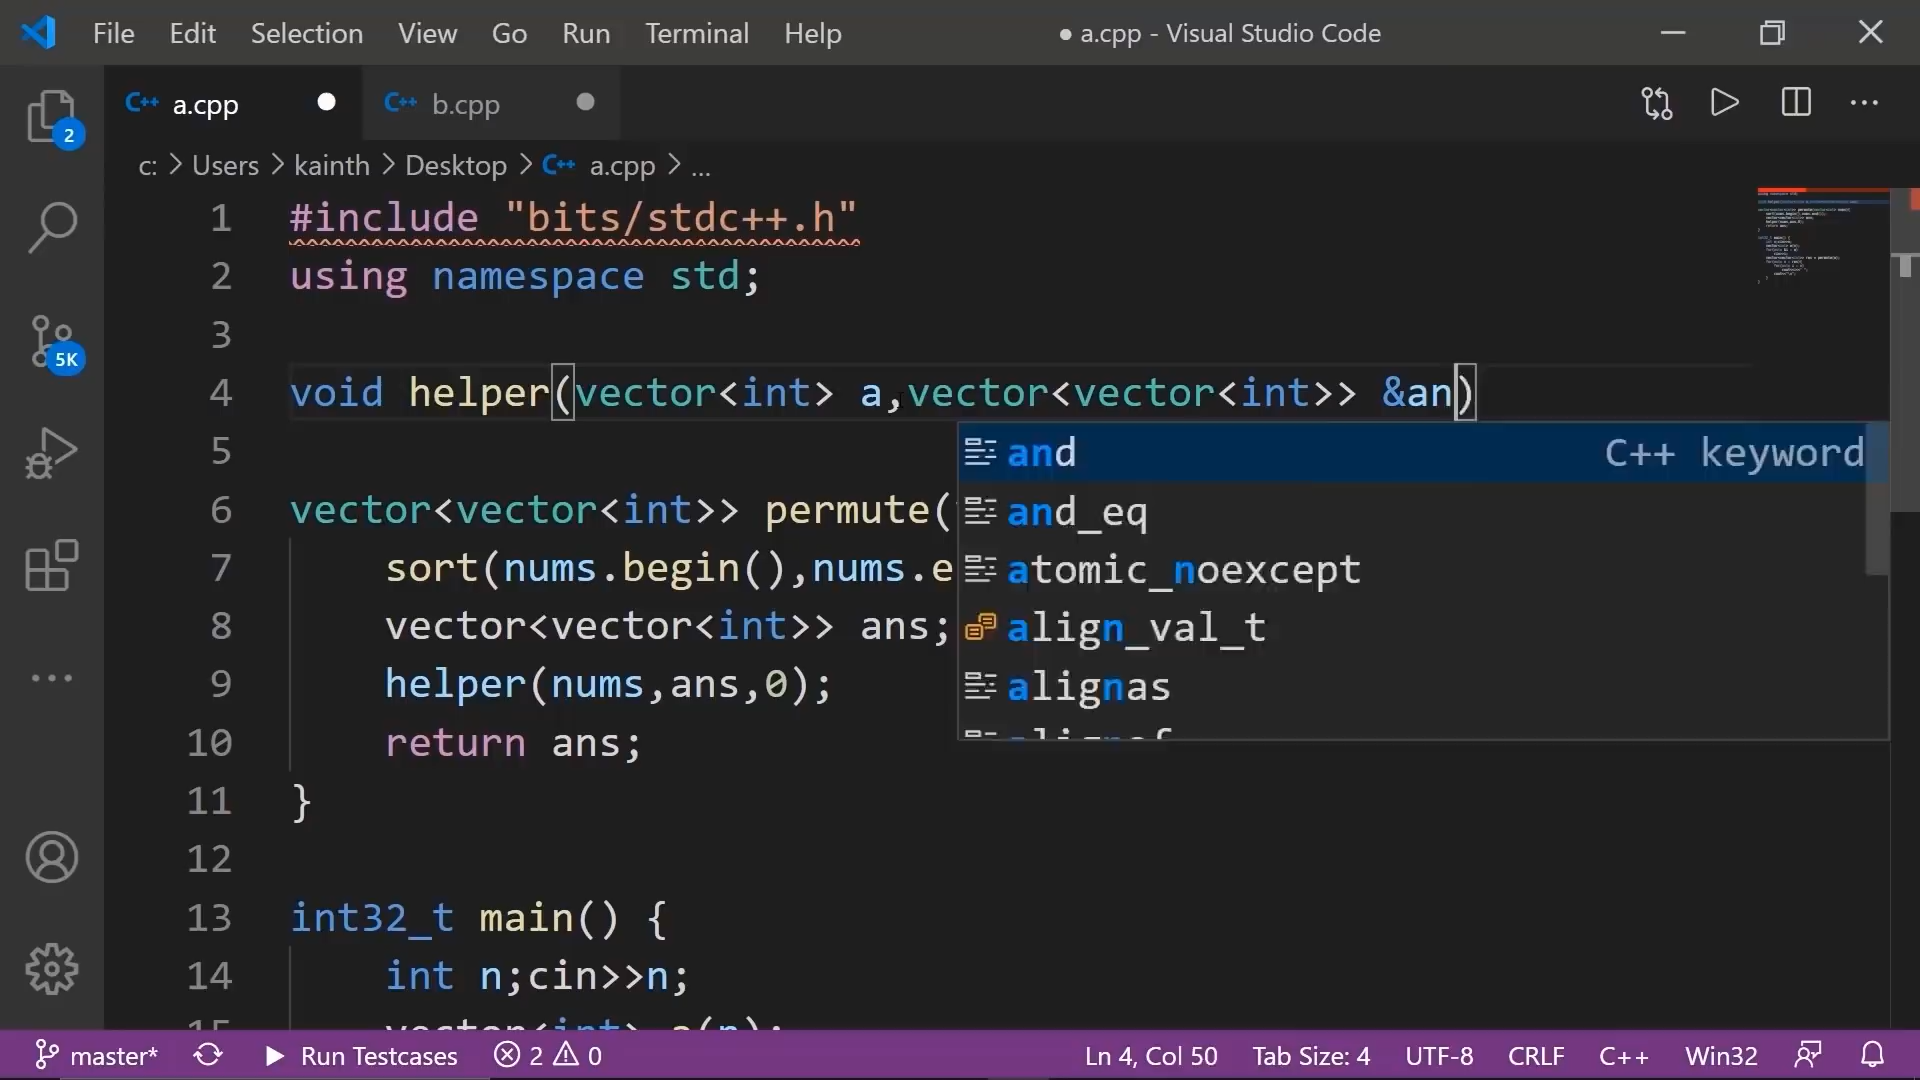 File Edit Selection View Go Run Terminal Help ● a.cpp - Visual Studio Code
C++ a.cpp C++ b.cpp
2
c: > Users > kainth > Desktop > C++ a.cpp > ...
1 #include "bits/stdc++.h"
2 using namespace std;
3
4 void helper(vector<int> a,vector<vector<int>> &an)
5
and C++ keyword
6 vector<vector<int>> permute(
and_eq
7 sort(nums.begin(),nums.e
atomic_noexcept
8 vector<vector<int>> ans;
align_val_t
9 helper(nums,ans,0);
alignas
10 return ans;
11 }
12
13 int32_t main() {
14 int n;cin>>n;
15 vector<int> a(n);
5K
master* Run Testcases 2 0 Ln 4, Col 50 Tab Size: 4 UTF-8 CRLF C++ Win32